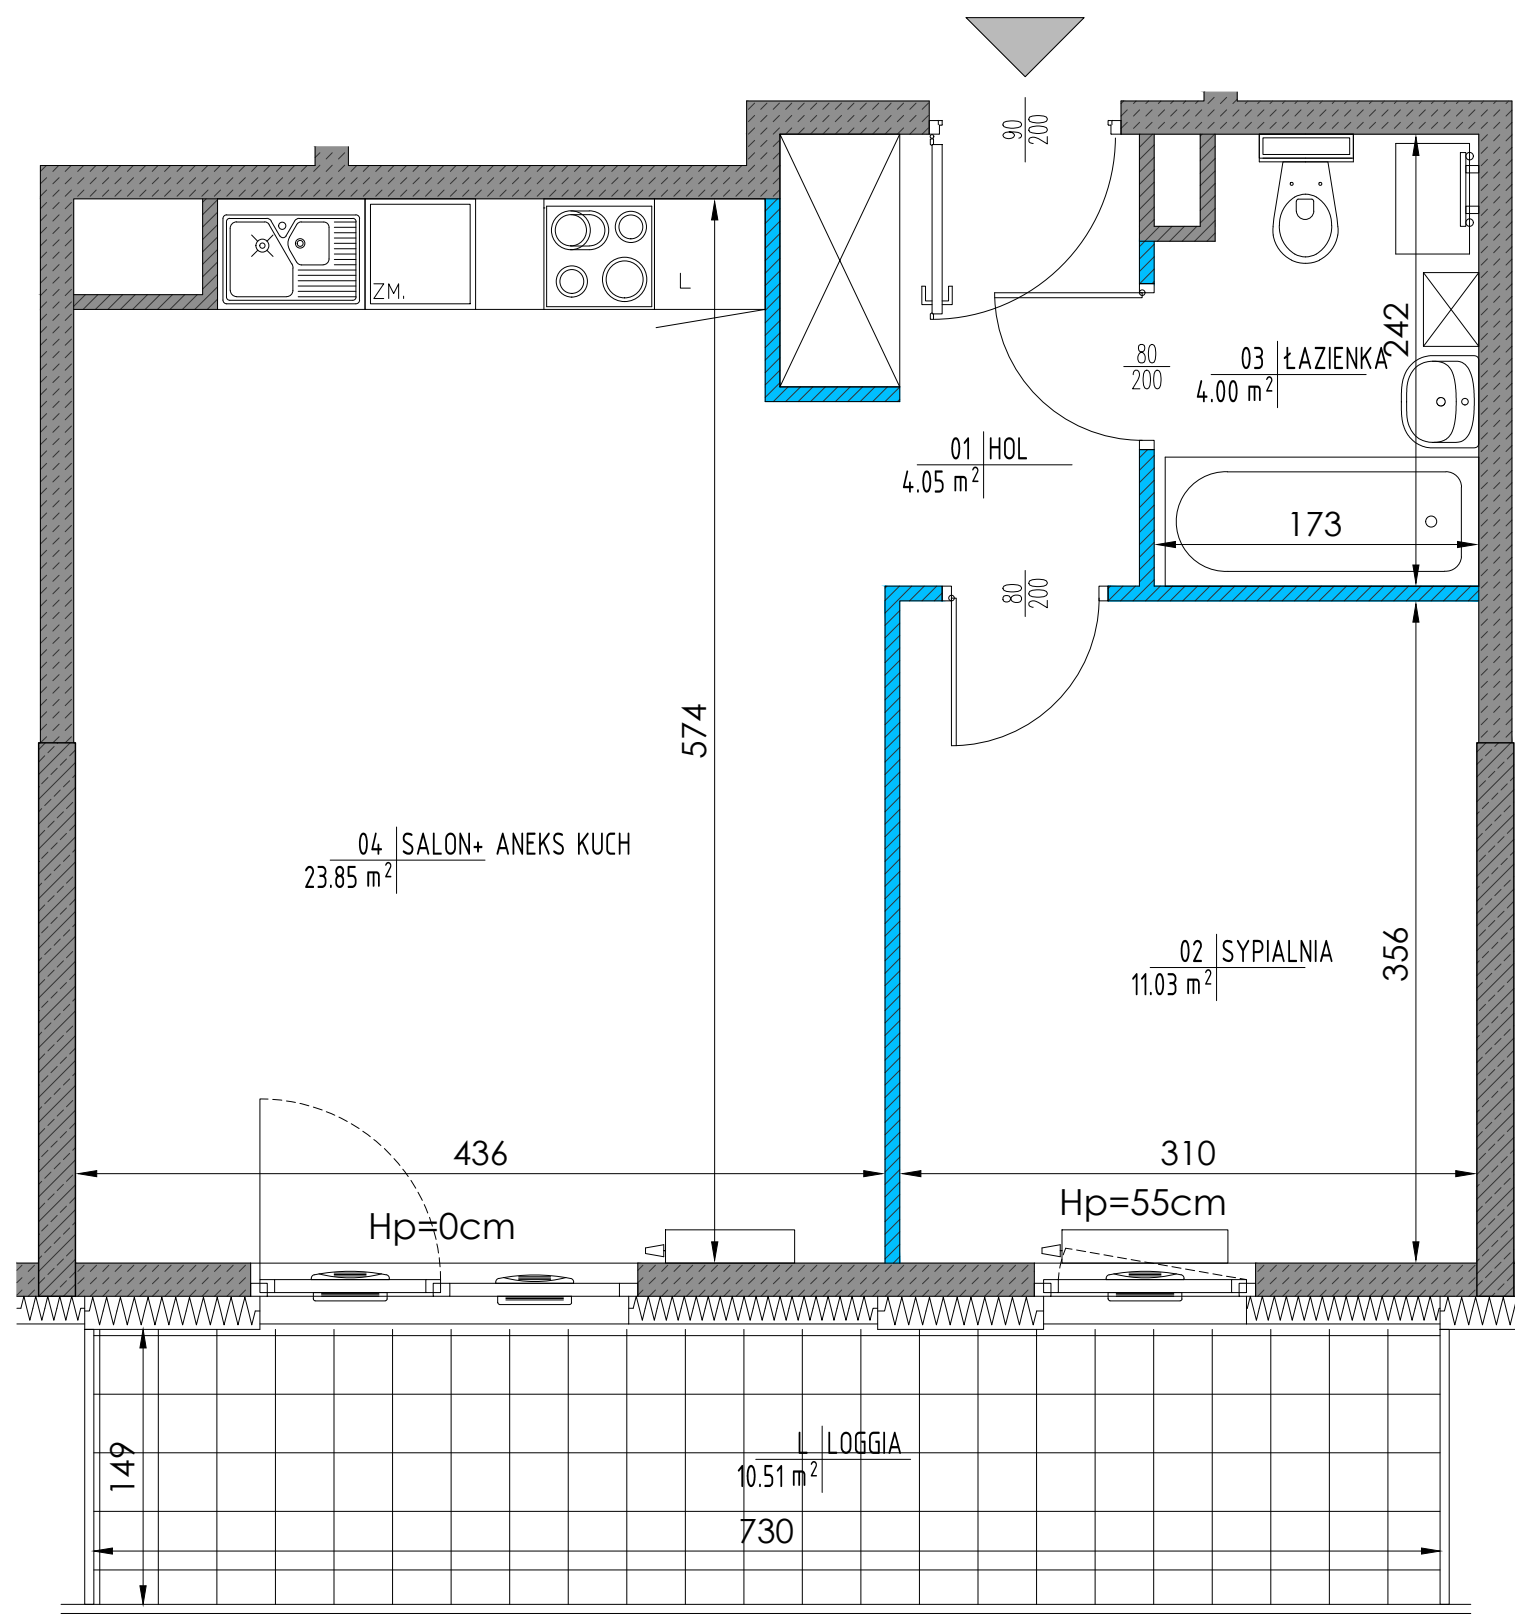 90
200
ZM.
L
242
80
200
03 ŁAZIENKA
4.00 m²
01 HOL
4.05 m²
173
80
200
574
04 SALON+ ANEKS KUCH
23.85 m²
02 SYPIALNIA
11.03 m²
356
436
310
Hp=0cm
Hp=55cm
149
L LOGGIA
10.51 m²
730